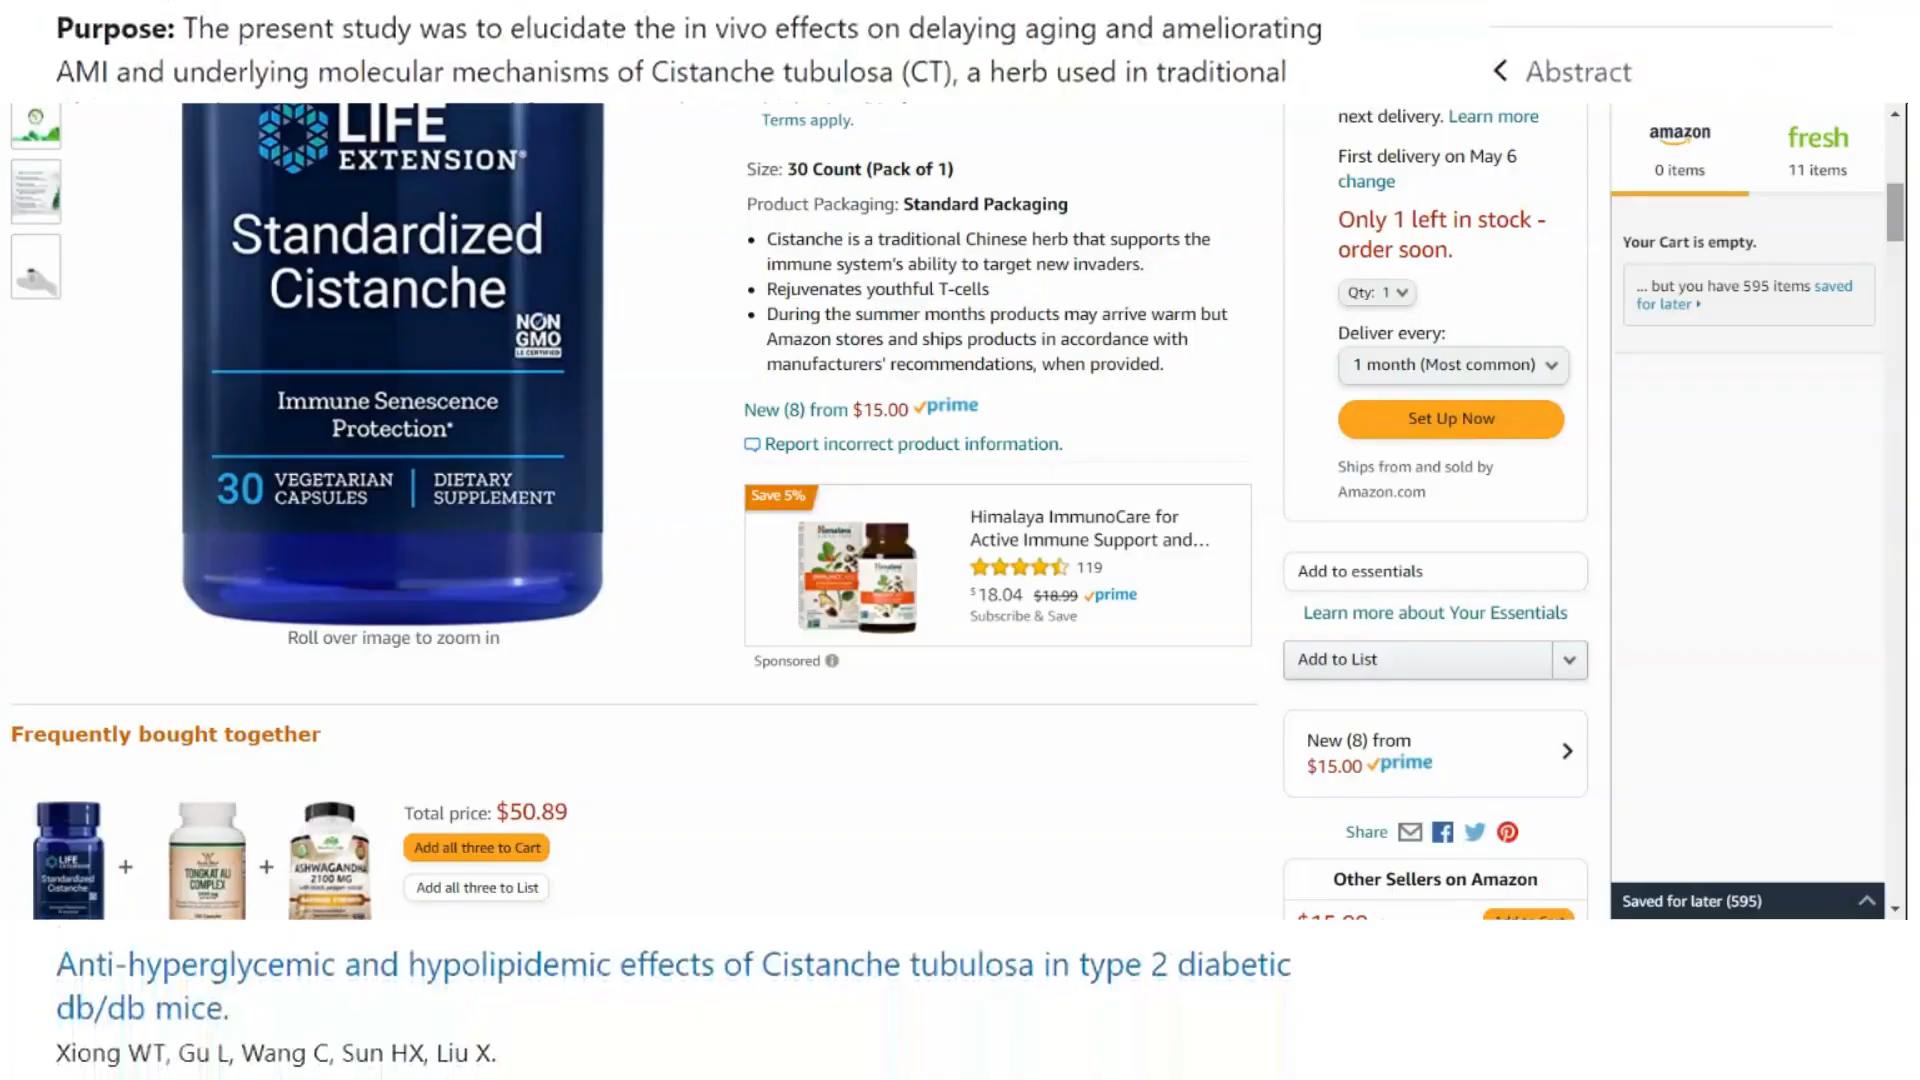 Purpose: The present study was to elucidate the in vivo effects on delaying aging and ameliorating
AMI and underlying molecular mechanisms of Cistanche tubulosa (CT), a herb used in traditional
Abstract
LIFE
EXTENSION®
Standardized
Cistanche
NON
GMO
LE CERTIFIED
Immune Senescence
Protection*
30 VEGETARIAN
CAPSULES
DIETARY
SUPPLEMENT
Roll over image to zoom in
Terms apply.
Size: 30 Count (Pack of 1)
Product Packaging: Standard Packaging
• Cistanche is a traditional Chinese herb that supports the
immune system's ability to target new invaders.
• Rejuvenates youthful T-cells
• During the summer months products may arrive warm but
Amazon stores and ships products in accordance with
manufacturers' recommendations, when provided.
New (8) from $15.00 prime
Report incorrect product information.
Save 5%
Himalaya
Himalaya
Himalaya ImmunoCare for
Active Immune Support and...
119
$18.04 $18.99 prime
Subscribe & Save
Sponsored
next delivery. Learn more
First delivery on May 6
change
Only 1 left in stock -
order soon.
Qty: 1
Deliver every:
1 month (Most common)
Set Up Now
Ships from and sold by
Amazon.com
Add to essentials
Learn more about Your Essentials
Add to List
New (8) from
$15.00 prime
Share
Other Sellers on Amazon
amazon
0 items
fresh
11 items
Your Cart is empty.
... but you have 595 items saved
for later
Saved for later (595)
Frequently bought together
LIFE
Standardized
Cistanche
+
TONGKAT ALI
COMPLEX
+
ASHWAGANDHA
2100 MG
Total price: $50.89
Add all three to Cart
Add all three to List
Anti-hyperglycemic and hypolipidemic effects of Cistanche tubulosa in type 2 diabetic
db/db mice.
Xiong WT, Gu L, Wang C, Sun HX, Liu X.